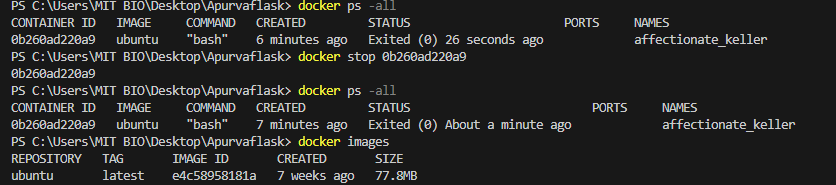 PS C:\Users\MIT BIO\Desktop\Apurvaflask> docker ps -all
CONTAINER ID   IMAGE     COMMAND   CREATED         STATUS                      PORTS     NAMES
0b260ad220a9   ubuntu    "bash"    6 minutes ago   Exited (0) 26 seconds ago             affectionate_keller
PS C:\Users\MIT BIO\Desktop\Apurvaflask> docker stop 0b260ad220a9
0b260ad220a9
PS C:\Users\MIT BIO\Desktop\Apurvaflask> docker ps -all
CONTAINER ID   IMAGE     COMMAND   CREATED         STATUS                          PORTS     NAMES
0b260ad220a9   ubuntu    "bash"    7 minutes ago   Exited (0) About a minute ago             affectionate_keller
PS C:\Users\MIT BIO\Desktop\Apurvaflask> docker images
REPOSITORY   TAG       IMAGE ID       CREATED       SIZE
ubuntu       latest    e4c58958181a   7 weeks ago   77.8MB